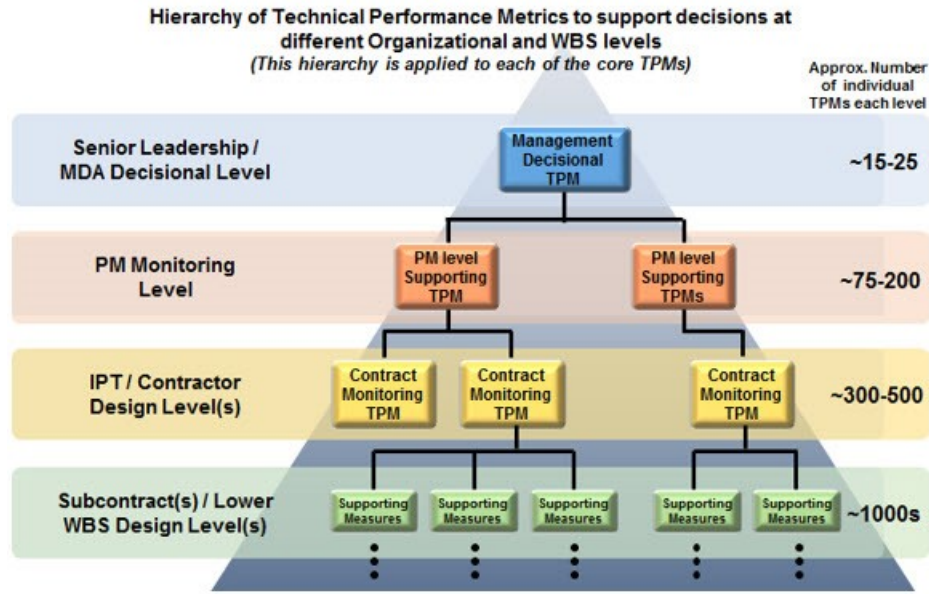 Hierarchy of Technical Performance Metrics to support decisions at
different Organizational and WBS levels
(This hierarchy is applied to each of the core TPMs)
Approx. Number
of individual
TPMs each level
Senior Leadership /
MDA Decisional Level
Management
Decisional
TPM
~15-25
PM Monitoring
Level
PM level
Supporting
TPM
PM level
Supporting
TPMs
~75-200
IPT / Contractor
Design Level(s)
Contract
Monitoring
TPM
Contract
Monitoring
TPM
Contract
Monitoring
TPM
~300-500
Subcontract(s) / Lower
WBS Design Level(s)
Supporting
Measures
Supporting
Measures
Supporting
Measures
Supporting
Measures
Supporting
Measures
~1000s